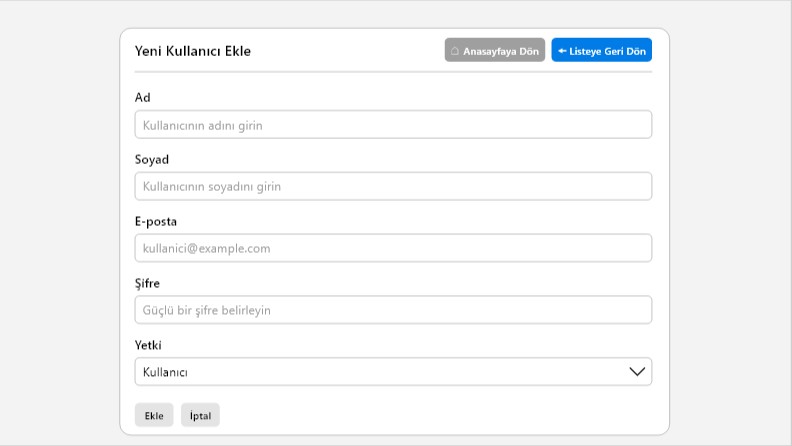 Yeni Kullanıcı Ekle
Anasayfaya Dön
Listeye Geri Dön
Ad
Kullanıcının adını girin
Soyad
Kullanıcının soyadını girin
E-posta
kullanici@example.com
Şifre
Güçlü bir şifre belirleyin
Yetki
Kullanıcı
Ekle
İptal